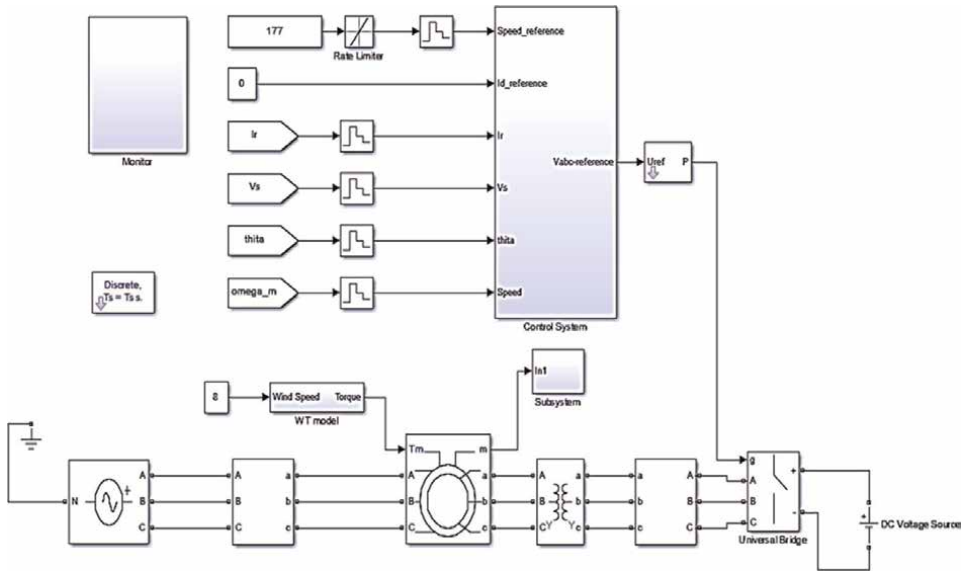 177
Rate Limiter
Speed_reference
0
Id_reference
Ir
Ir
Vabc-reference
Uref P
Monitor
Vs
Vs
thita
thita
Discrete,
Ts = Tss.
omega_m
Speed
Control System
In1
Subsystem
8
Wind Speed Torque
WT model
Tm m
g
N A A a A a A a a A A +
B B b B b B b b B B
C C c C c C c c C C -
Y Y
Universal Bridge
+
DC Voltage Source